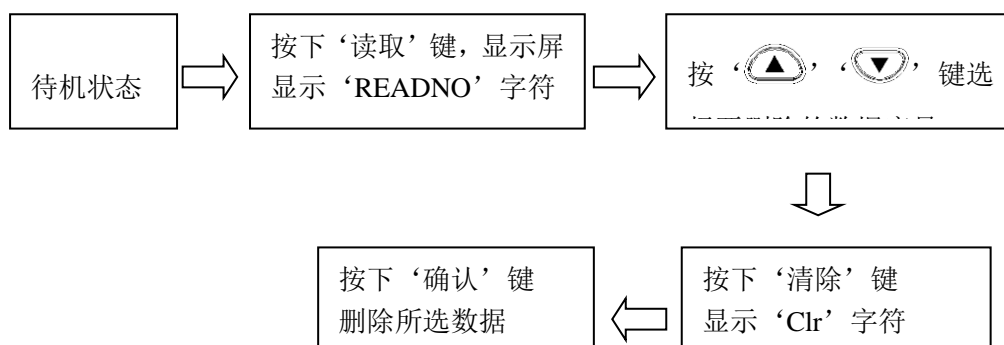 待机状态
按下‘读取’键，显示屏
显示‘READNO’字符
按‘▲’，‘▼’键选
按下‘清除’键
显示‘Clr’字符
按下‘确认’键
删除所选数据